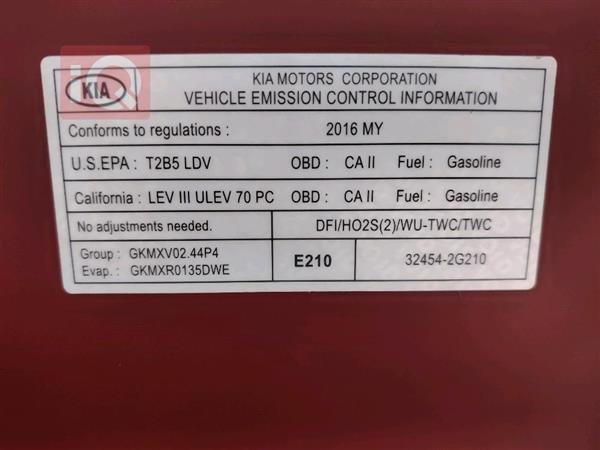 KIA
KIA MOTORS CORPORATION
VEHICLE EMISSION CONTROL INFORMATION
Conforms to regulations : 2016 MY
U.S.EPA : T2B5 LDV OBD : CA II Fuel : Gasoline
California : LEV III ULEV 70 PC OBD : CA II Fuel : Gasoline
No adjustments needed. DFI/HO2S(2)/WU-TWC/TWC
Group : GKMXV02.44P4
Evap. : GKMXR0135DWE
E210
32454-2G210